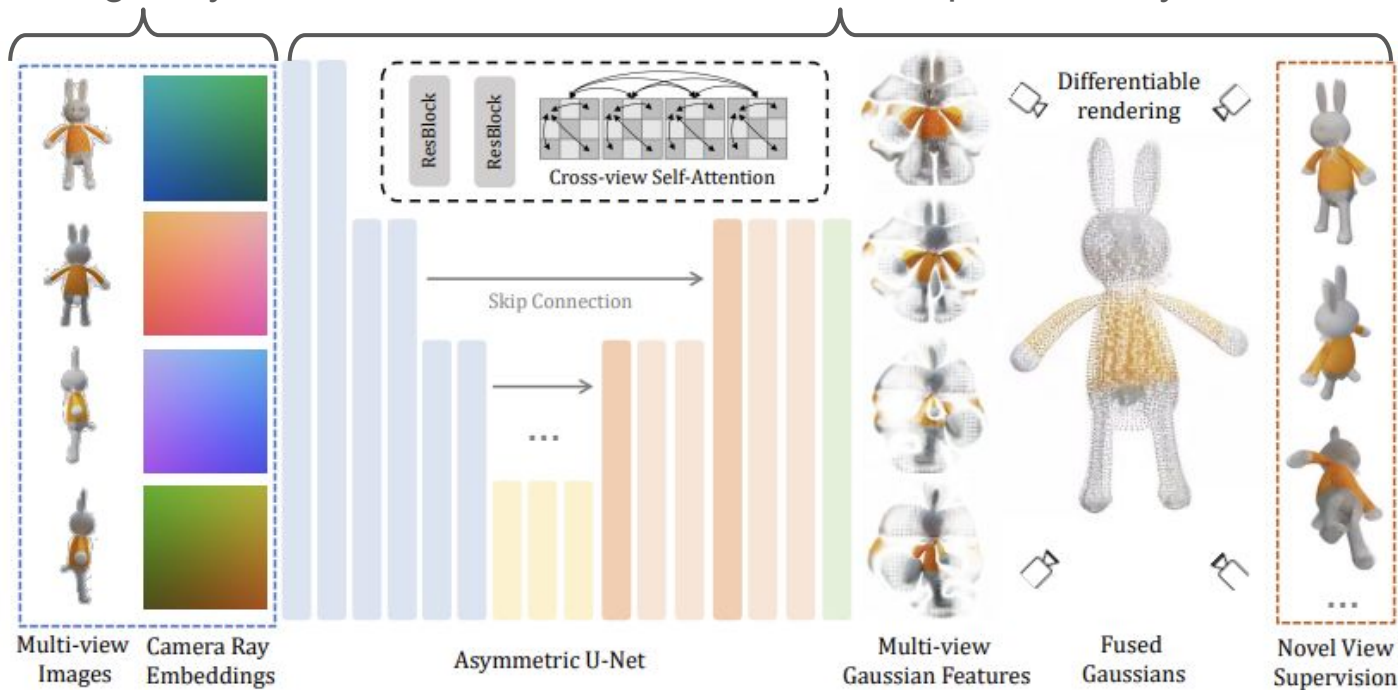 ResBlock
ResBlock
Cross-view Self-Attention
Differentiable
rendering
Skip Connection
...
...
Multi-view
Images
Camera Ray
Embeddings
Asymmetric U-Net
Multi-view
Gaussian Features
Fused
Gaussians
Novel View
Supervision